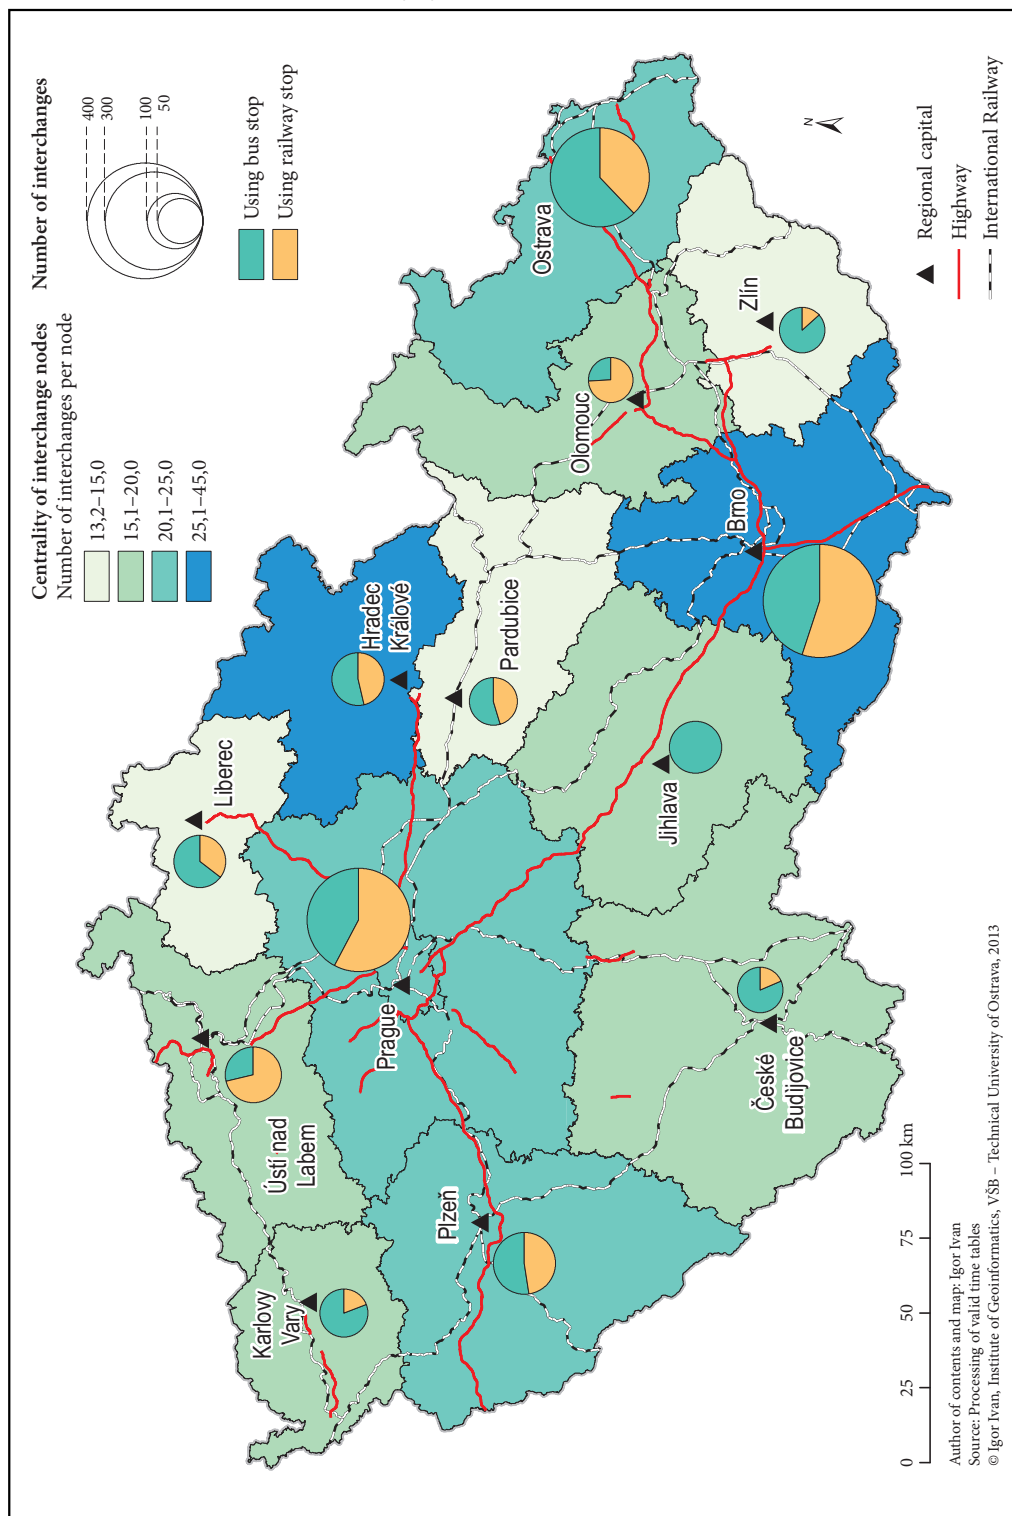 Centrality of interchange nodes
Number of interchanges per node
13,2–15,0
15,1–20,0
20,1–25,0
25,1–45,0
Number of interchanges
400
300
100
50
Using bus stop
Using railway stop
Liberec
Hradec
Králové
Ústí nad
Labem
Karlovy
Vary
Prague
Pardubice
Plzeň
Olomouc
Ostrava
Jihlava
Brno
Zlín
České
Budijovice
N
Regional capital
Highway
International Railway
0
25
50
75
100 km
Author of contents and map: Igor Ivan
Source: Processing of valid time tables
© Igor Ivan, Institute of Geoinformatics, VŠB – Technical University of Ostrava, 2013